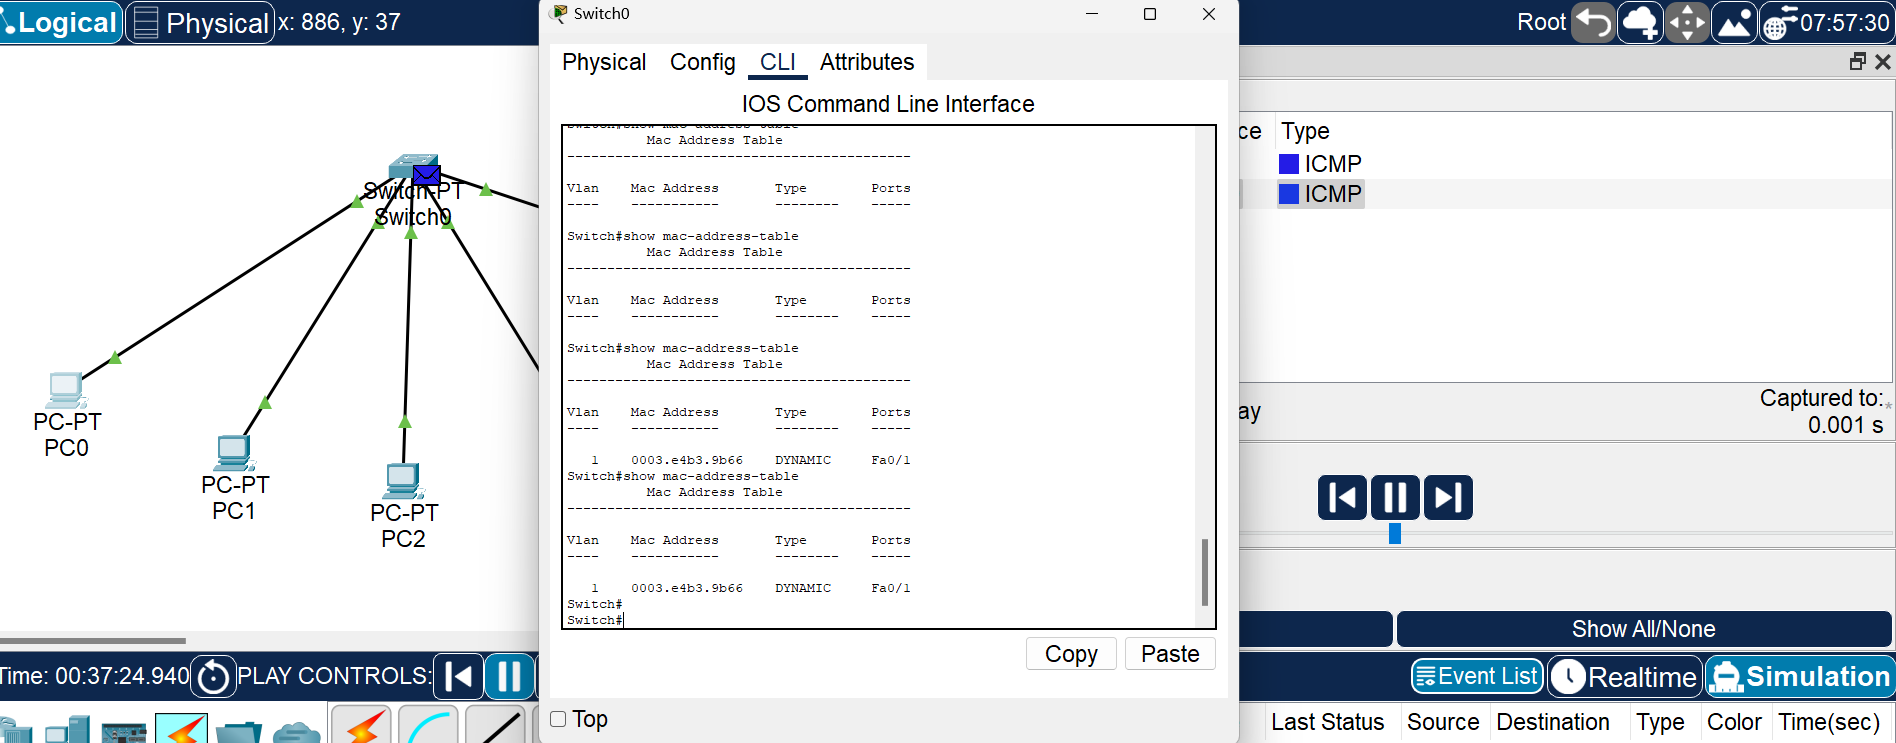 Logical
Physical x: 886, y: 37
Switch0
Root
07:57:30
Physical Config CLI Attributes
IOS Command Line Interface
Switch#show mac-address-table
Mac Address Table
-------------------------------------------
Vlan Mac Address Type Ports
---- ----------- -------- -----
Switch#show mac-address-table
Mac Address Table
-------------------------------------------
Vlan Mac Address Type Ports
---- ----------- -------- -----
Switch#show mac-address-table
Mac Address Table
-------------------------------------------
Vlan Mac Address Type Ports
---- ----------- -------- -----
1 0003.e4b3.9b66 DYNAMIC Fa0/1
Switch#show mac-address-table
Mac Address Table
-------------------------------------------
Vlan Mac Address Type Ports
---- ----------- -------- -----
1 0003.e4b3.9b66 DYNAMIC Fa0/1
Switch#
Switch#
Copy Paste
Top
Switch-PT
Switch0
PC-PT
PC0
PC-PT
PC1
PC-PT
PC2
ce Type
ICMP
ICMP
ay
Captured to:
*
0.001 s
Show All/None
Time: 00:37:24.940
PLAY CONTROLS:
Event List
Realtime
Simulation
Last Status Source Destination Type Color Time(sec)